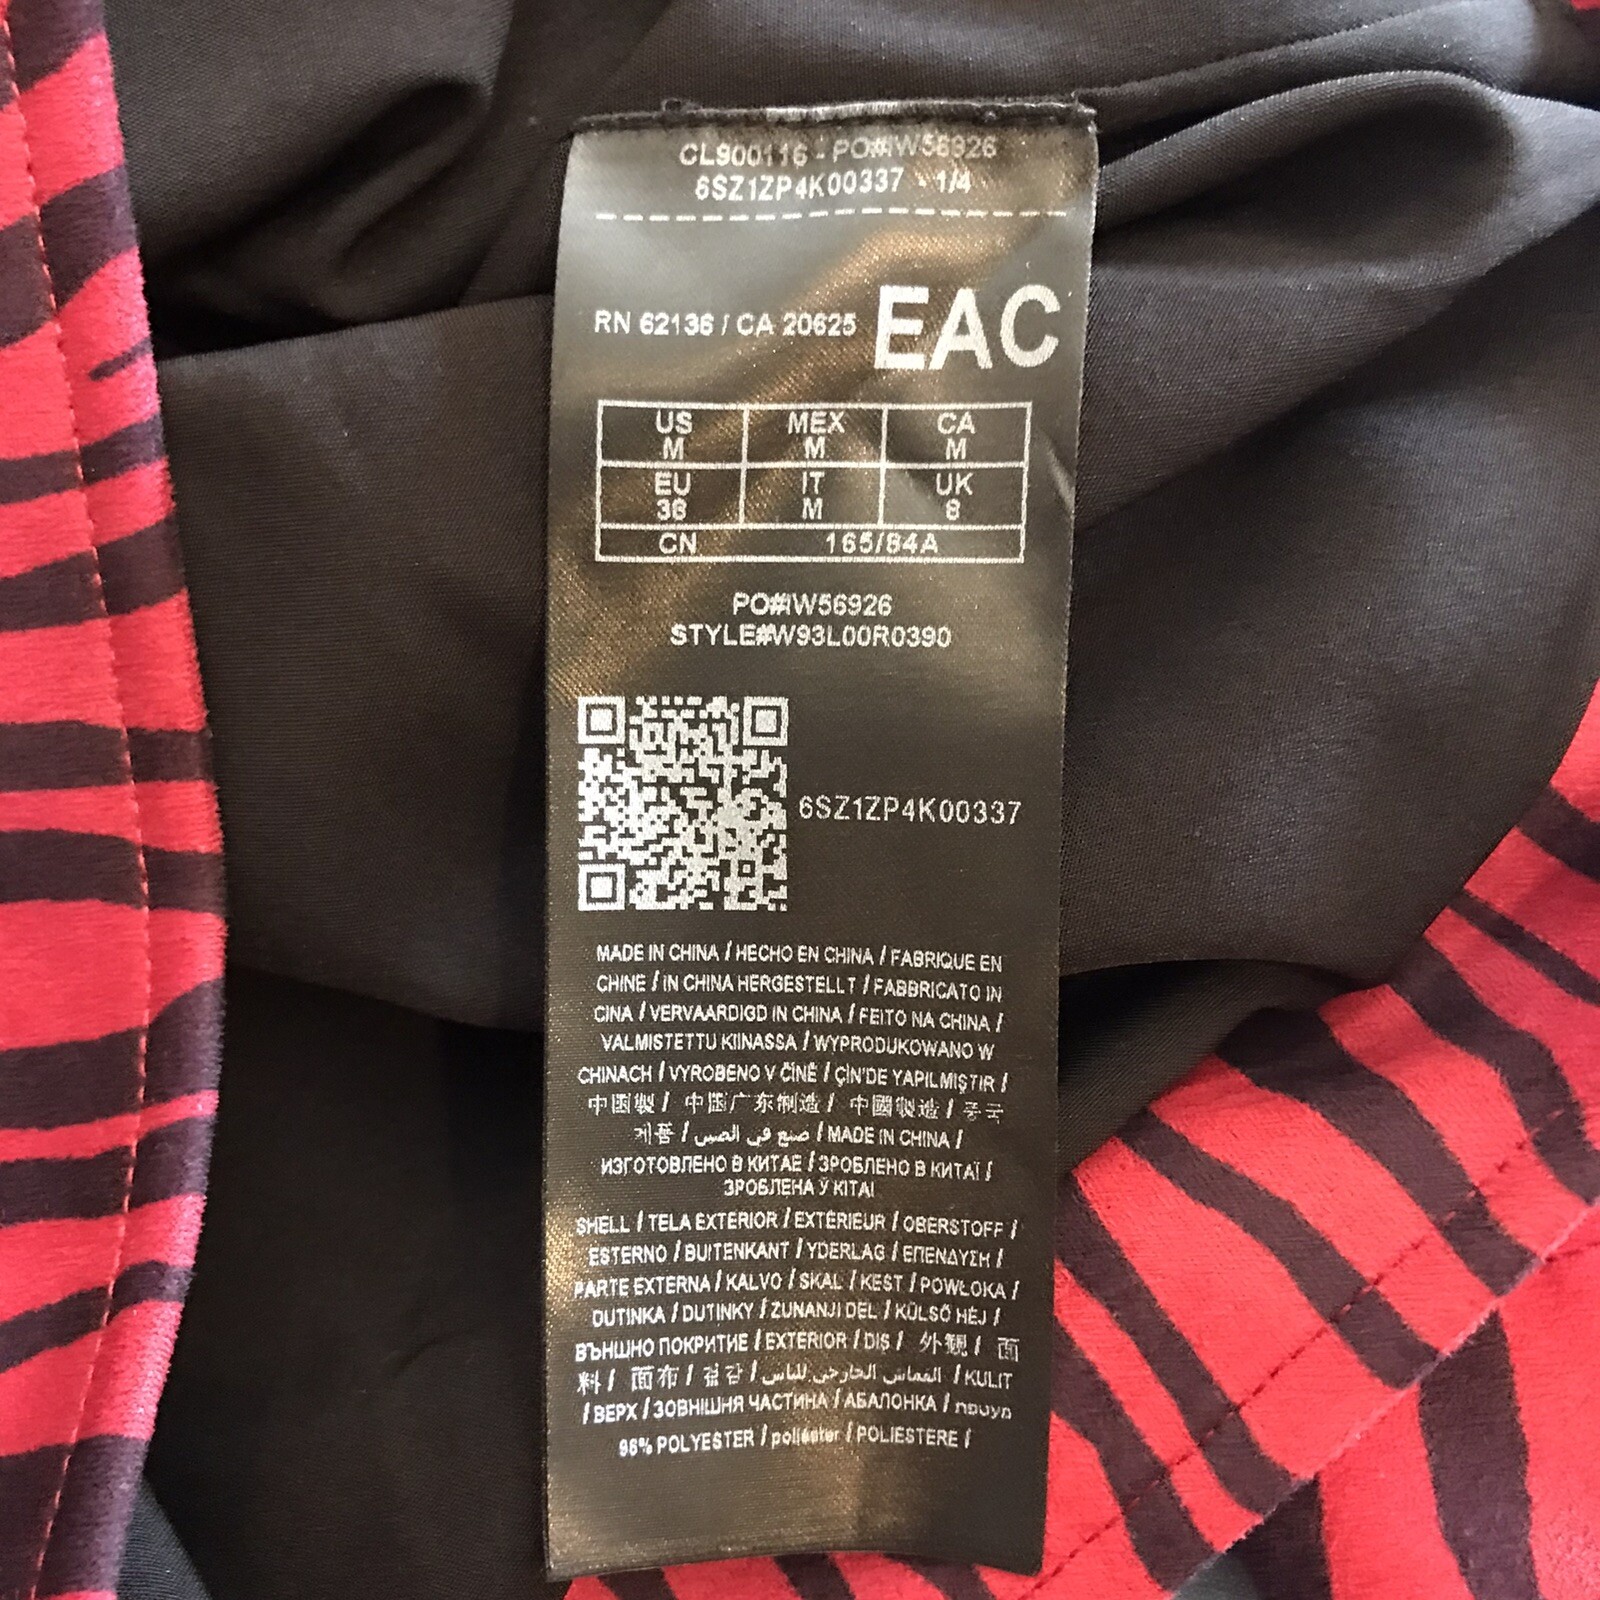 CL900116 - PO#IW56926
6SZ1ZP4K00337 - 1/4
RN 62136 / CA 20625 EAC
US MEX CA
M M M
EU IT UK
38 M 8
CN 165/84A
PO#IW56926
STYLE#W93L00R0390
6SZ1ZP4K00337
MADE IN CHINA / HECHO EN CHINA / FABRIQUE EN
CHINE / IN CHINA HERGESTELLT / FABBRICATO IN
CINA / VERVAARDIGD IN CHINA / FEITO NA CHINA /
VALMISTETTU KIINASSA / WYPRODUKOWANO W
CHINACH / VYROBENO V ČÍNĚ / ÇİN'DE YAPILMIŞTIR /
中国製 / 中国广东制造 / 中國製造 / 중국
제품 / صنع في الصين / MADE IN CHINA /
ИЗГОТОВЛЕНО В КИТАЕ / ЗРОБЛЕНО В КИТАЇ /
ЗРОБЛЕНА Ў КІТАІ
SHELL / TELA EXTERIOR / EXTÉRIEUR / OBERSTOFF /
ESTERNO / BUITENKANT / YDERLAG / ΕΠΕΝΔΥΣΗ /
PARTE EXTERNA / KALVO / SKAL / KEST / POWŁOKA /
DUTINKA / DUTINKY / ZUNANJI DEL / KÜLSŐ HÉJ /
ВЪНШНО ПОКРИТИЕ / EXTERIOR / DIŞ / 外観 / 面
料 / 面布 / 겉감 / القماش الخارجي للباس / KULIT
/ ВЕРХ / ЗОВНІШНЯ ЧАСТИНА / АБАЛОНКА / מעטפת
96% POLYESTER / poliéster / POLIESTERE /